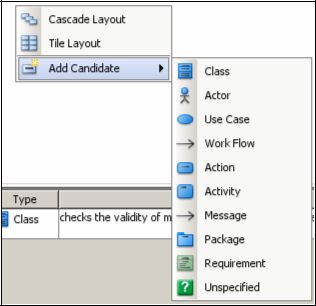 Cascade Layout
Tile Layout
Add Candidate
Class
Actor
Use Case
Work Flow
Action
Activity
Message
Package
Requirement
Unspecified
Type
Class
checks the validity of m